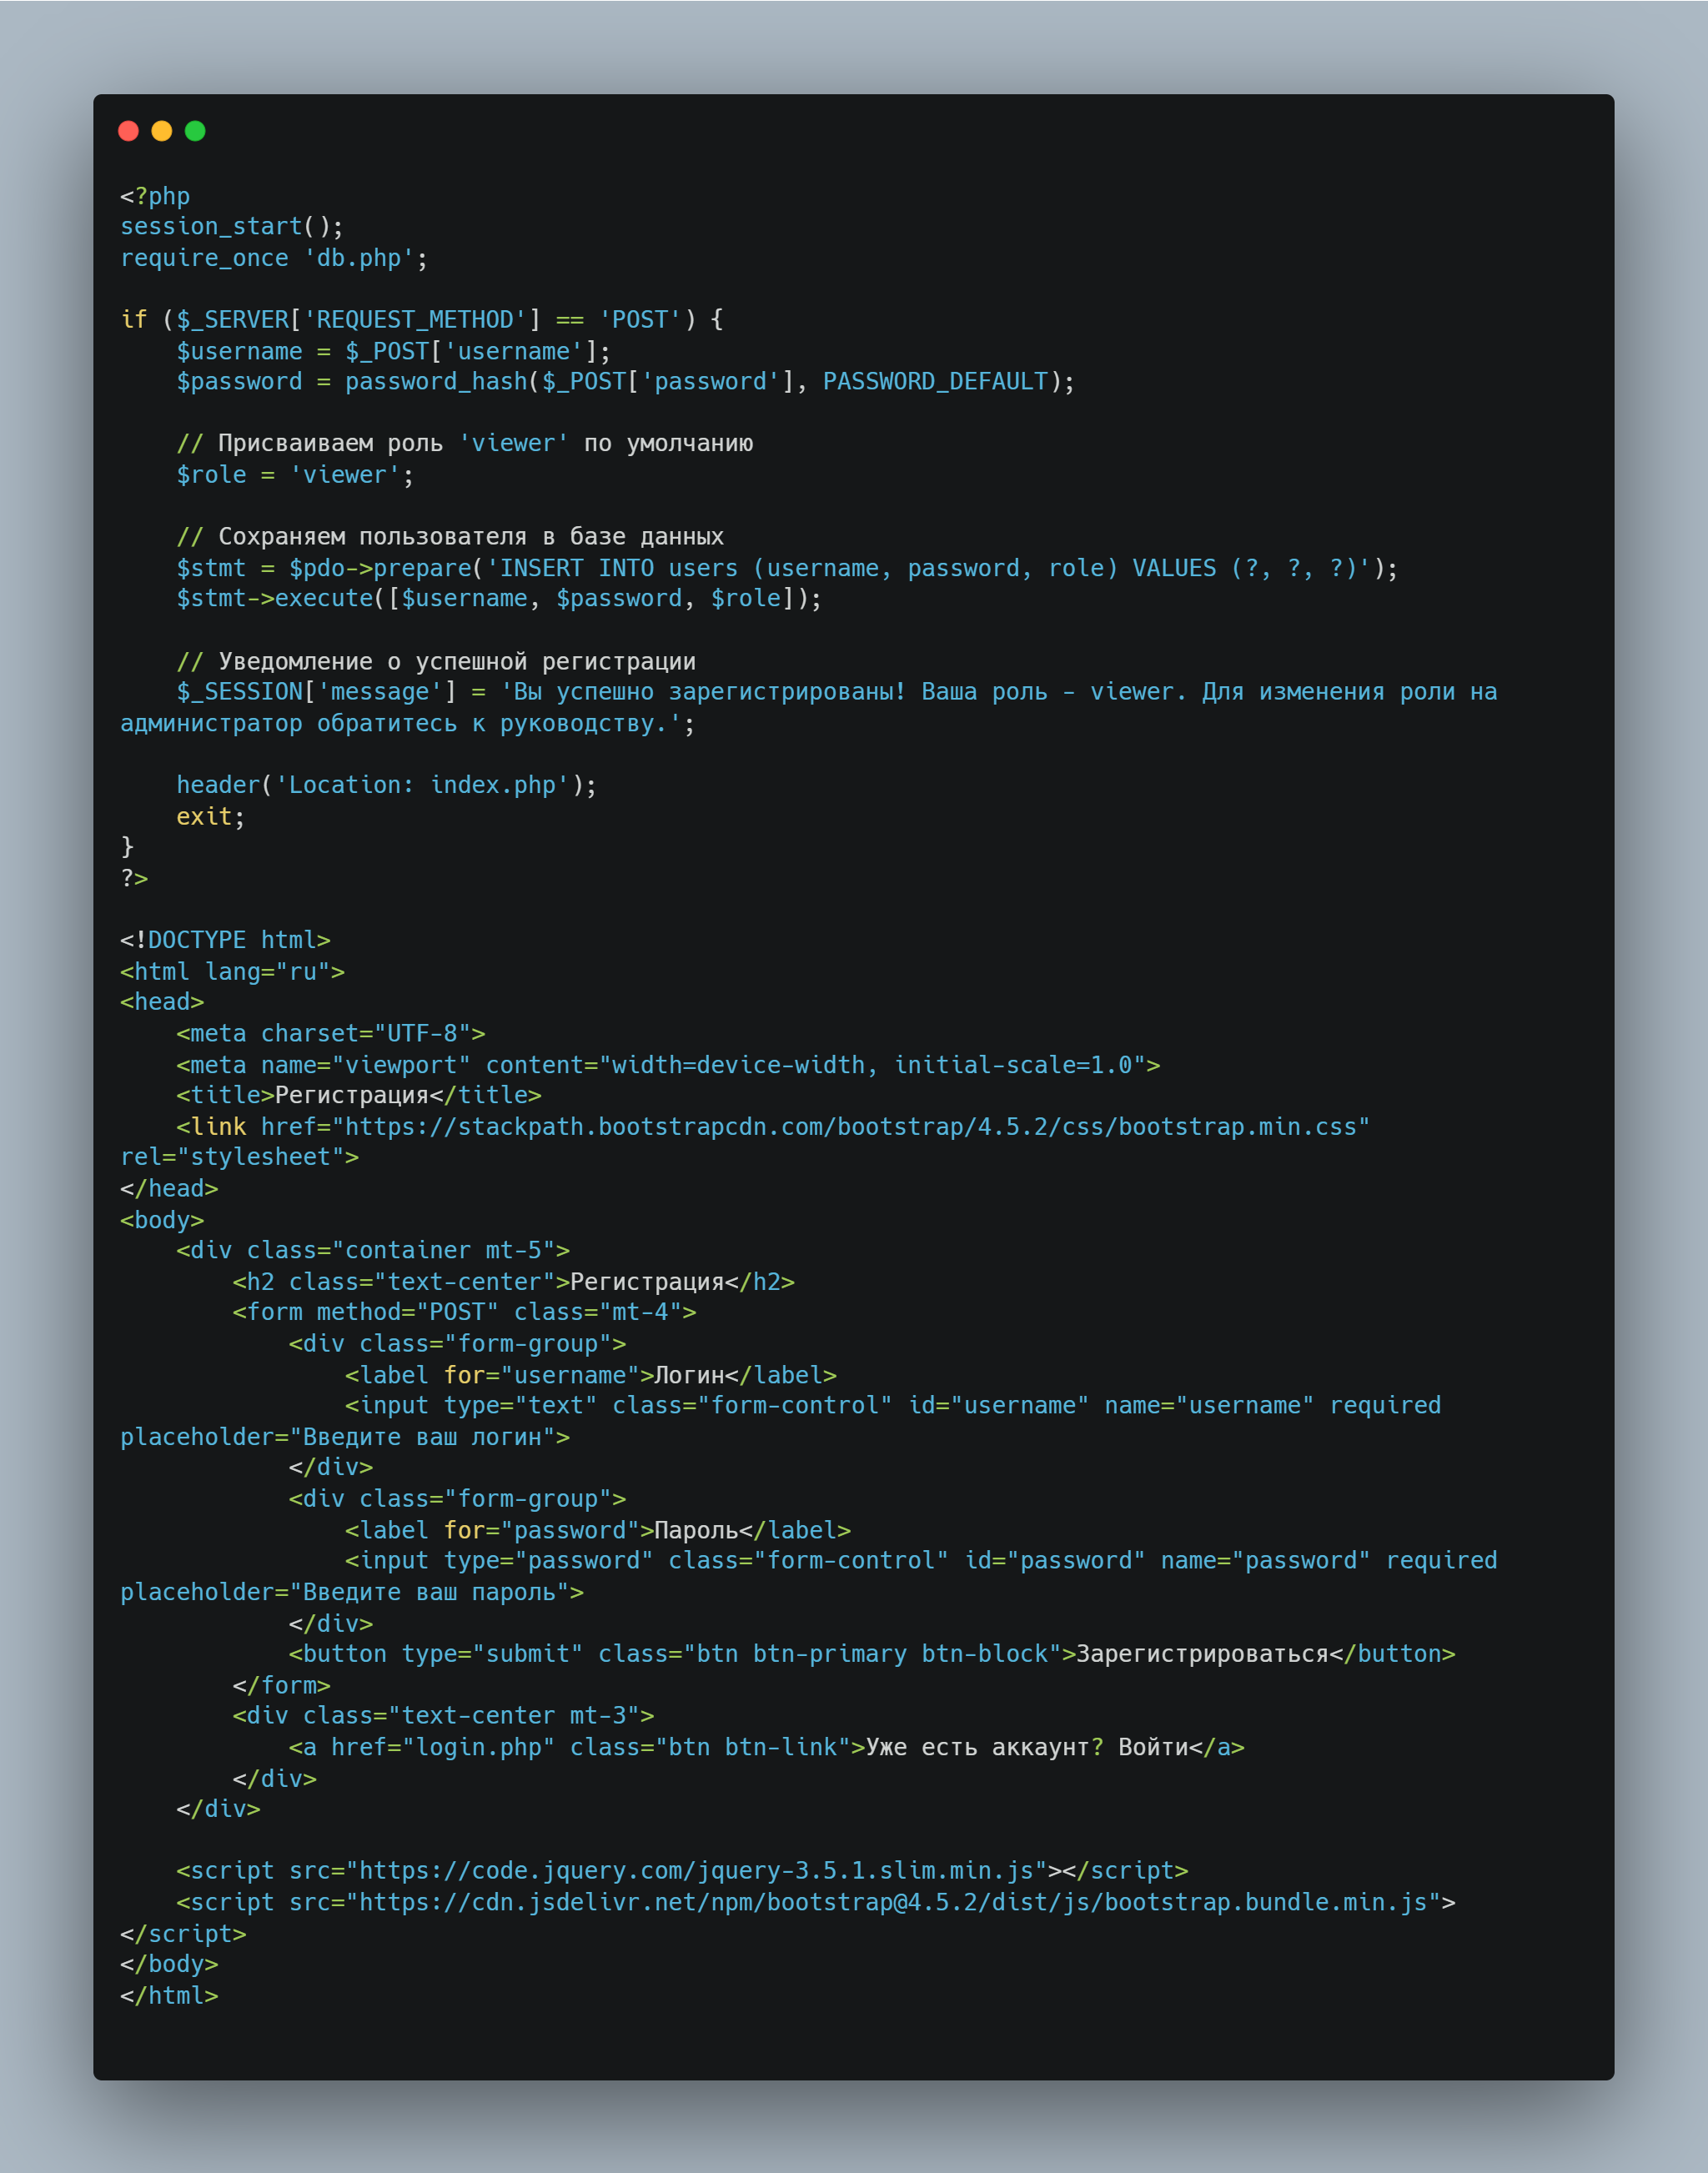 <?php
session_start();
require_once 'db.php';

if ($_SERVER['REQUEST_METHOD'] == 'POST') {
    $username = $_POST['username'];
    $password = password_hash($_POST['password'], PASSWORD_DEFAULT);

    // Присваиваем роль 'viewer' по умолчанию
    $role = 'viewer';

    // Сохраняем пользователя в базе данных
    $stmt = $pdo->prepare('INSERT INTO users (username, password, role) VALUES (?, ?, ?)');
    $stmt->execute([$username, $password, $role]);

    // Уведомление о успешной регистрации
    $_SESSION['message'] = 'Вы успешно зарегистрированы! Ваша роль - viewer. Для изменения роли на
администратор обратитесь к руководству.';

    header('Location: index.php');
    exit;
}
?>

<!DOCTYPE html>
<html lang="ru">
<head>
    <meta charset="UTF-8">
    <meta name="viewport" content="width=device-width, initial-scale=1.0">
    <title>Регистрация</title>
    <link href="https://stackpath.bootstrapcdn.com/bootstrap/4.5.2/css/bootstrap.min.css"
rel="stylesheet">
</head>
<body>
    <div class="container mt-5">
        <h2 class="text-center">Регистрация</h2>
        <form method="POST" class="mt-4">
            <div class="form-group">
                <label for="username">Логин</label>
                <input type="text" class="form-control" id="username" name="username" required
placeholder="Введите ваш логин">
            </div>
            <div class="form-group">
                <label for="password">Пароль</label>
                <input type="password" class="form-control" id="password" name="password" required
placeholder="Введите ваш пароль">
            </div>
            <button type="submit" class="btn btn-primary btn-block">Зарегистрироваться</button>
        </form>
        <div class="text-center mt-3">
            <a href="login.php" class="btn btn-link">Уже есть аккаунт? Войти</a>
        </div>
    </div>

    <script src="https://code.jquery.com/jquery-3.5.1.slim.min.js"></script>
    <script src="https://cdn.jsdelivr.net/npm/bootstrap@4.5.2/dist/js/bootstrap.bundle.min.js">
</script>
</body>
</html>